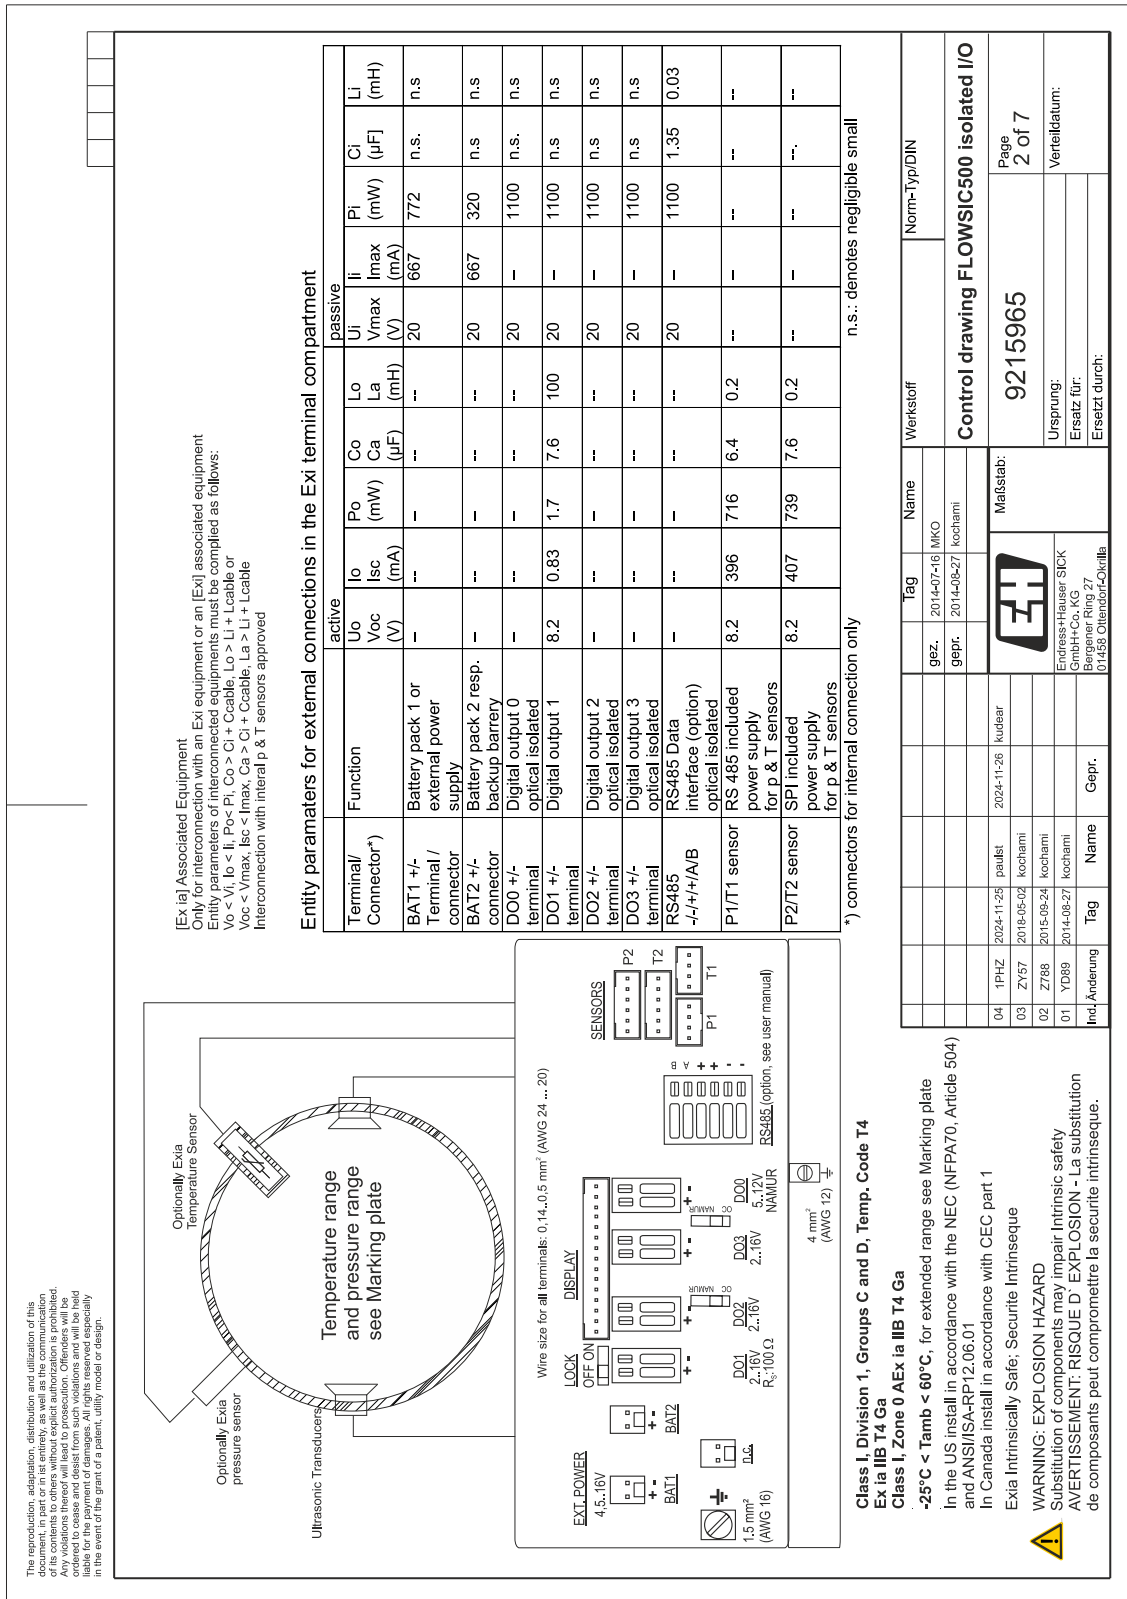 The reproduction, adaptation, distribution and utilization of this
document, in part or in ist entirety, as well as the communication
of its contents to others without explicit authorization is prohibited.
Any violations thereof will lead to prosecution. Offenders will be
ordered to cease and desist from such violations and will be held
liable for the payment of damages. All rights reserved especially
in the event of the grant of a patent, utility model or design.
Optionally Exia
pressure sensor
Optionally Exia
Temperature Sensor
Ultrasonic Transducers
Temperature range
and pressure range
see Marking plate
[Ex ia] Associated Equipment
Only for interconnection with an Exi equipment or an [Exi] associated equipment
Entity parameters of interconnected equipments must be complied as follows:
Vo < Vi, Io < Ii, Po< Pi, Co > Ci + Ccable, Lo > Li + Lcable or
Voc < Vmax, Isc < Imax, Ca > Ci + Ccable, La > Li + Lcable
Interconnection with interal p & T sensors approved
Entity paramaters for external connections in the Exi terminal compartment
active passive
Terminal/ Connector*) Function Uo Voc (V) Io Isc (mA) Po (mW) Co Ca (µF) Lo La (mH) Ui Vmax (V) Ii Imax (mA) Pi (mW) Ci [µF] Li (mH)
BAT1 +/- Terminal / connector Battery pack 1 or external power supply -- -- -- -- -- 20 667 772 n.s. n.s
BAT2 +/- connector Battery pack 2 resp. backup barrery -- -- -- -- -- 20 667 320 n.s n.s
DO0 +/- terminal Digital output 0 optical isolated -- -- -- -- -- 20 -- 1100 n.s. n.s
DO1 +/- terminal Digital output 1 8.2 0.83 1.7 7.6 100 20 -- 1100 n.s n.s
DO2 +/- terminal Digital output 2 optical isolated -- -- -- -- -- 20 -- 1100 n.s n.s
DO3 +/- terminal Digital output 3 optical isolated -- -- -- -- -- 20 -- 1100 n.s n.s
RS485 -/-/+/+/A/B RS485 Data interface (option) optical isolated -- -- -- -- -- 20 -- 1100 1.35 0.03
P1/T1 sensor RS 485 included power supply for p & T sensors 8.2 396 716 6.4 0.2 -- -- -- -- --
P2/T2 sensor SPI included power supply for p & T sensors 8.2 407 739 7.6 0.2 -- -- -- --. --
*) connectors for internal connection only
n.s.: denotes negligible small
Wire size for all terminals: 0,14..0.5 mm² (AWG 24 ... 20)
EXT. POWER
4,5..16V
+ -
BAT1
+ -
BAT2
n.c.
1.5 mm²
(AWG 16)
LOCK
OFF ON
DISPLAY
SENSORS
P2
T2
P1
T1
+ -
DO1
2..16V
Rs:100 Ω
+ -
DO2
2..16V
OC NAMUR
+ -
DO3
2..16V
OC NAMUR
+ -
DO0
5..12V
NAMUR
B A + + - -
RS485 (option, see user manual)
4 mm²
(AWG 12)
Class I, Division 1, Groups C and D, Temp. Code T4
Ex ia IIB T4 Ga
Class I, Zone 0 AEx ia IIB T4 Ga
-25°C < Tamb < 60°C, for extended range see Marking plate
In the US install in accordance with the NEC (NFPA70, Article 504)
and ANSI/ISA-RP12.06.01
In Canada install in accordance with CEC part 1
Exia Intrinsically Safe; Securite Intrinseque
WARNING: EXPLOSION HAZARD
Substitution of components may impair Intrinsic safety
AVERTISSEMENT: RISQUE D` EXPLOSION - La substitution
de composants peut compromettre la securite intrinseque.
04 1PHZ 2024-11-25 paulst 2024-11-26 kudear
03 ZY57 2018-05-02 kochami
02 Z788 2015-09-24 kochami
01 YD89 2014-08-27 kochami
Ind. Änderung Tag Name Gepr.
Tag Name
gez. 2014-07-16 MKO
gepr. 2014-08-27 kochami
EH
Endress+Hauser SICK
GmbH+Co. KG
Bergener Ring 27
01458 Ottendorf-Okrilla
Maßstab:
Werkstoff
Norm-Typ/DIN
Control drawing FLOWSIC500 isolated I/O
9215965
Page
2 of 7
Ursprung:
Ersatz für:
Ersetzt durch:
Verteildatum: